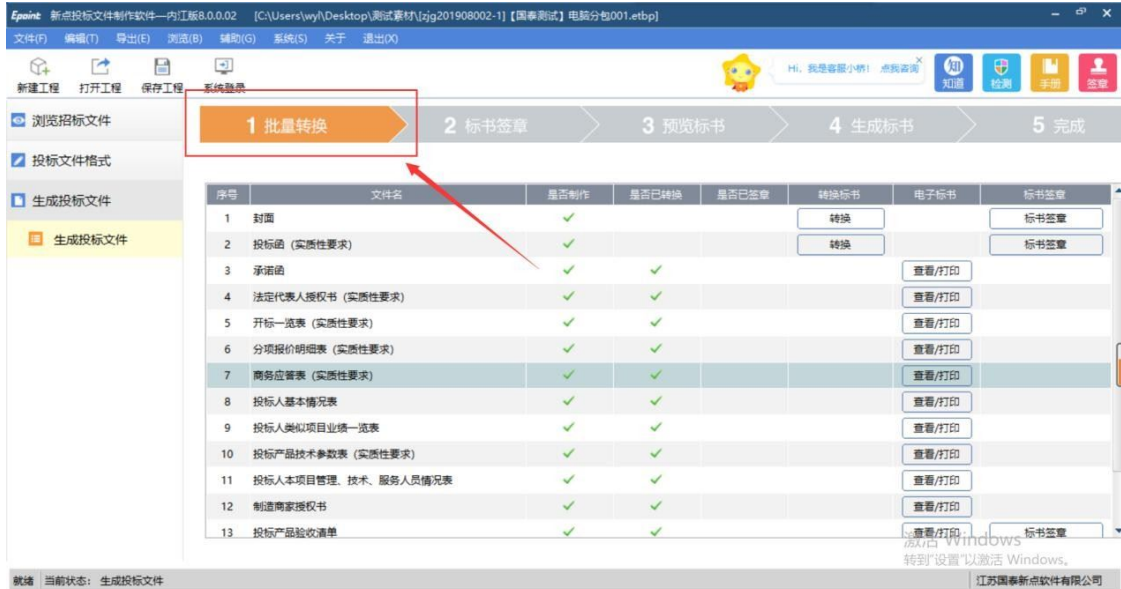 Epoint 新点投标文件制作软件—内江版8.0.0.02 [C:\Users\wyl\Desktop\测试素材\[zjg201908002-1]【国泰测试】电脑分包001.etbp]
文件(F) 编辑(T) 导出(E) 浏览(B) 辅助(G) 系统(S) 关于 退出(X)
新建工程 打开工程 保存工程 系统登录
Hi, 我是客服小桥! 点我咨询
知道 检测 手册 签章
浏览招标文件
投标文件格式
生成投标文件
生成投标文件
1 批量转换 2 标书签章 3 预览标书 4 生成标书 5 完成
序号 文件名 是否制作 是否已转换 是否已签章 转换标书 电子标书 标书签章
1 封面 转换 标书签章
2 投标函 (实质性要求) 转换 标书签章
3 承诺函 查看/打印
4 法定代表人授权书 (实质性要求) 查看/打印
5 开标一览表 (实质性要求) 查看/打印
6 分项报价明细表 (实质性要求) 查看/打印
7 商务应答表 (实质性要求) 查看/打印
8 投标人基本情况表 查看/打印
9 投标人类似项目业绩一览表 查看/打印
10 投标产品技术参数表 (实质性要求) 查看/打印
11 投标人本项目管理、技术、服务人员情况表 查看/打印
12 制造商家授权书 查看/打印
13 投标产品验收清单 查看/打印 标书签章
激活 Windows
转到"设置"以激活 Windows。
就绪 当前状态: 生成投标文件 江苏国泰新点软件有限公司